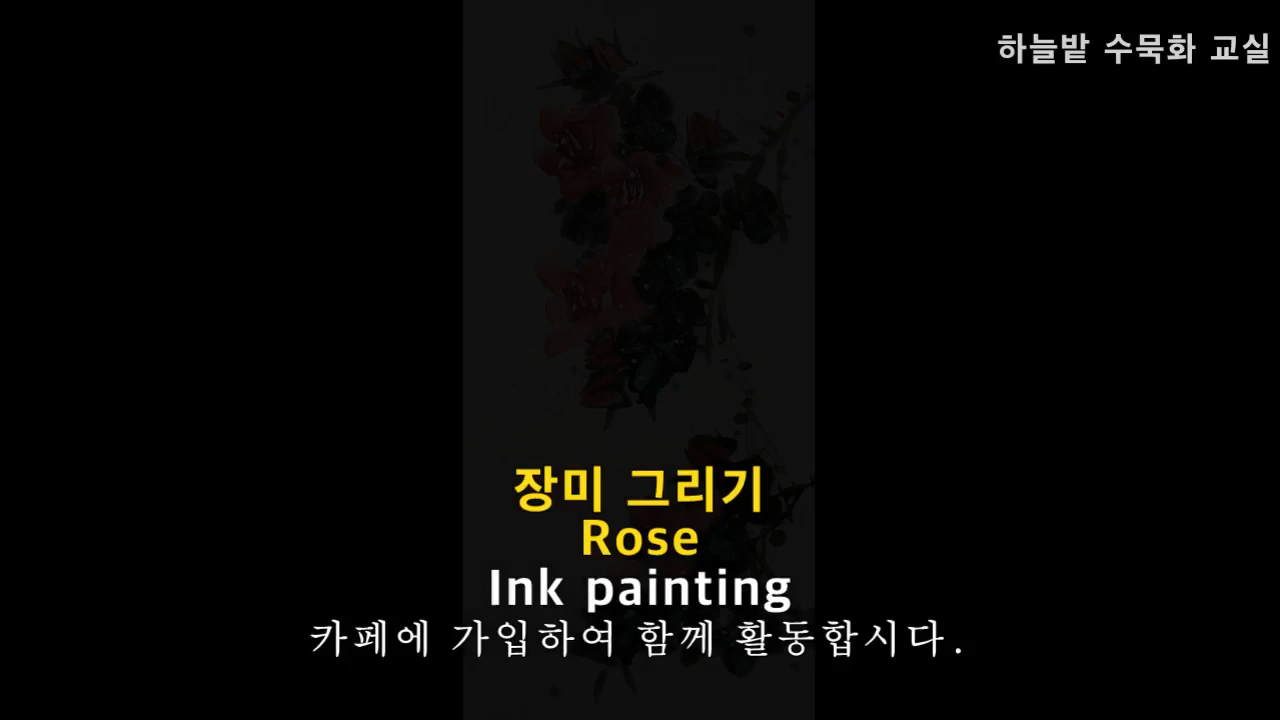 하늘밭 수묵화 교실
장미 그리기
Rose
Ink painting
카페에 가입하여 함께 활동합시다.